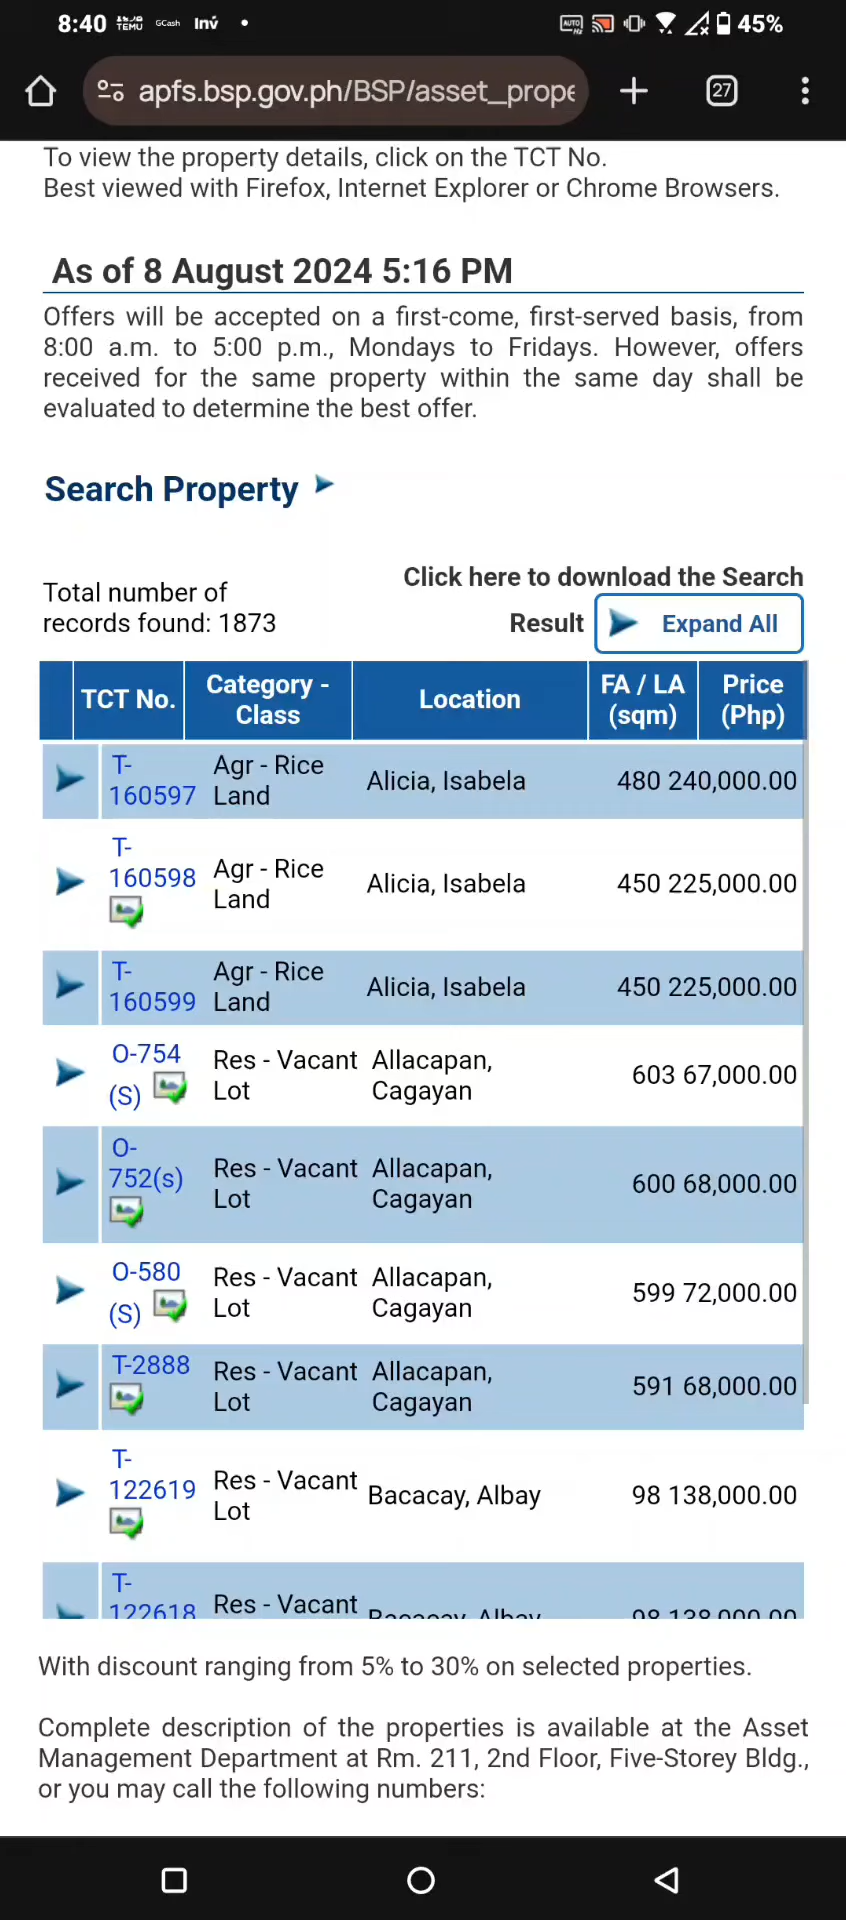 8:40 TEMU GCash Inv 45%
apfs.bsp.gov.ph/BSP/asset_prope
27
To view the property details, click on the TCT No.
Best viewed with Firefox, Internet Explorer or Chrome Browsers.
As of 8 August 2024 5:16 PM
Offers will be accepted on a first-come, first-served basis, from
8:00 a.m. to 5:00 p.m., Mondays to Fridays. However, offers
received for the same property within the same day shall be
evaluated to determine the best offer.
Search Property
Total number of
records found: 1873
Click here to download the Search
Result Expand All
TCT No. Category - Class Location FA / LA (sqm) Price (Php)
T-160597 Agr - Rice Land Alicia, Isabela 480 240,000.00
T-160598 Agr - Rice Land Alicia, Isabela 450 225,000.00
T-160599 Agr - Rice Land Alicia, Isabela 450 225,000.00
O-754 (S) Res - Vacant Lot Allacapan, Cagayan 603 67,000.00
O-752(s) Res - Vacant Lot Allacapan, Cagayan 600 68,000.00
O-580 (S) Res - Vacant Lot Allacapan, Cagayan 599 72,000.00
T-2888 Res - Vacant Lot Allacapan, Cagayan 591 68,000.00
T-122619 Res - Vacant Lot Bacacay, Albay 98 138,000.00
T-122618 Res - Vacant Bacacay, Albay 98 138,000.00
With discount ranging from 5% to 30% on selected properties.
Complete description of the properties is available at the Asset
Management Department at Rm. 211, 2nd Floor, Five-Storey Bldg.,
or you may call the following numbers: